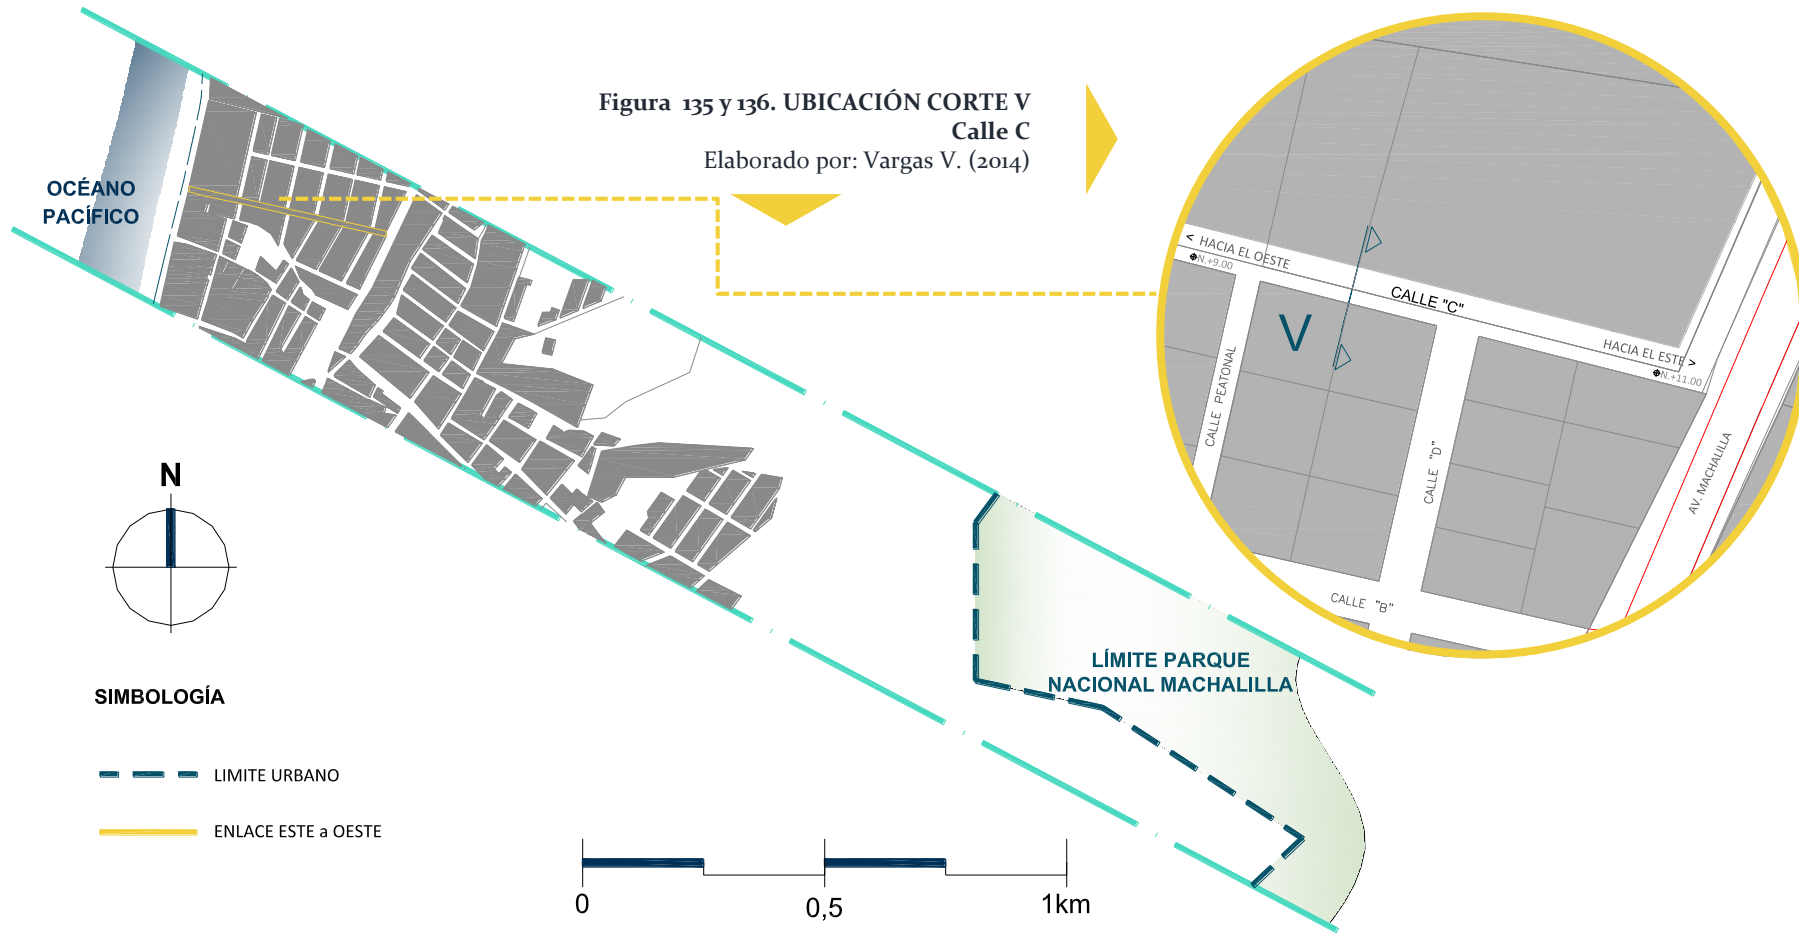 Figura 135 y 136. UBICACIÓN CORTE V
Calle C
Elaborado por: Vargas V. (2014)
OCÉANO
PACÍFICO
N
SIMBOLOGÍA
LIMITE URBANO
ENLACE ESTE a OESTE
0
0,5
1km
LÍMITE PARQUE
NACIONAL MACHALILLA
< HACIA EL OESTE
N.+9.00
CALLE "C"
V
HACIA EL ESTE >
N.+11.00
CALLE PEATONAL
CALLE "D"
AV. MACHALILLA
CALLE "B"